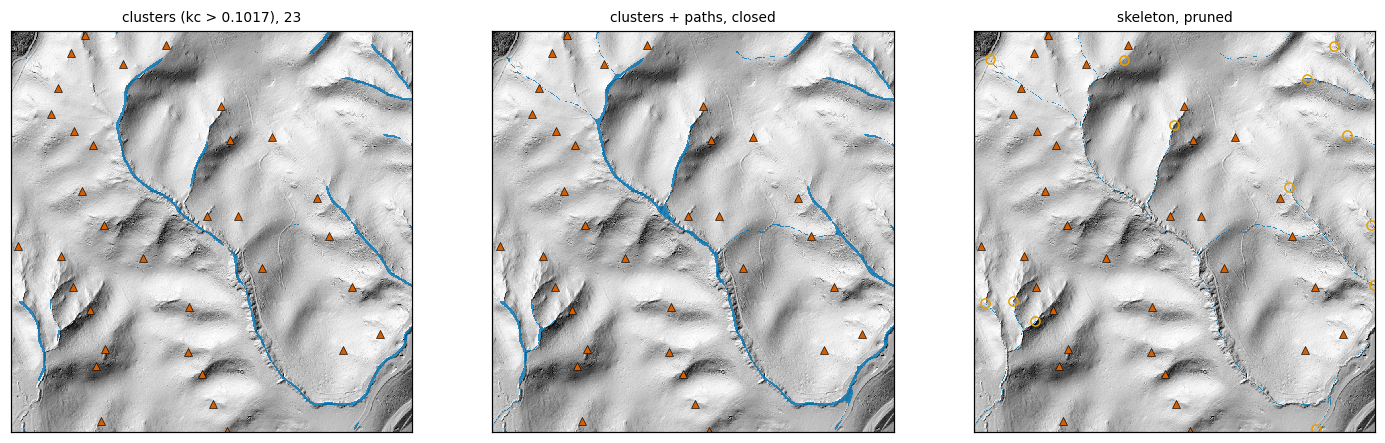 clusters (kc > 0.1017), 23
clusters + paths, closed
skeleton, pruned